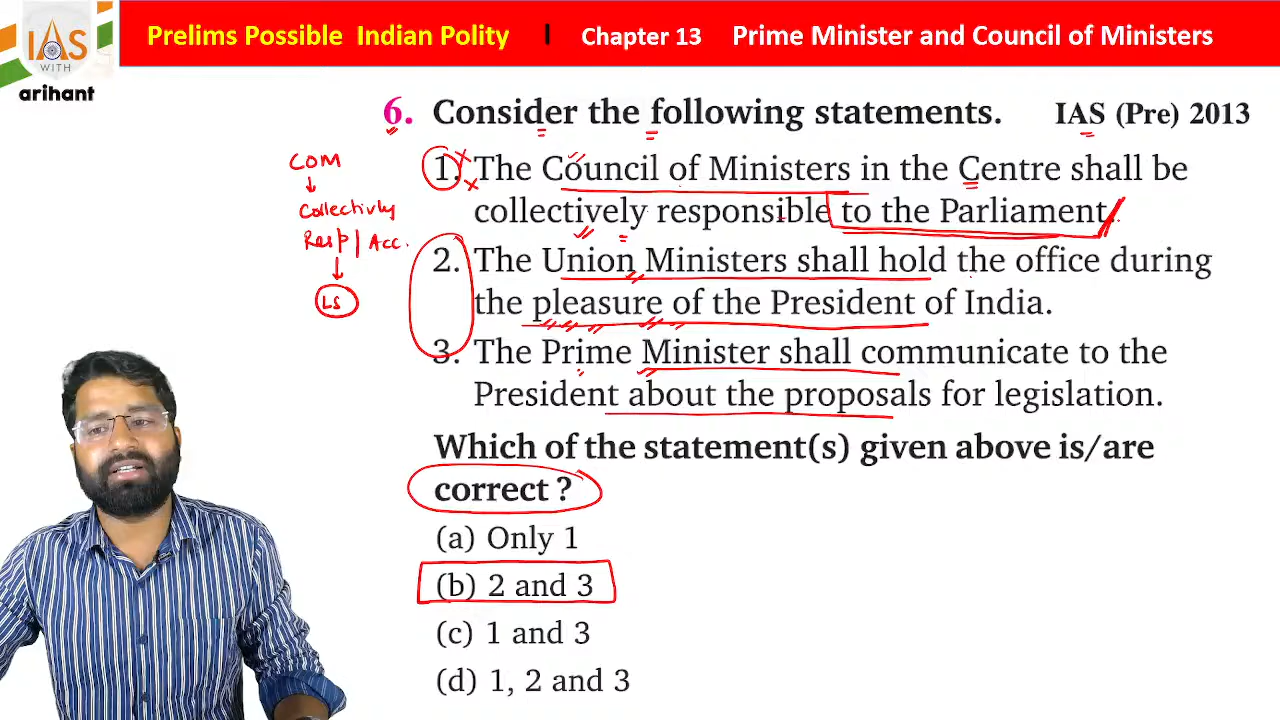 IAS
WITH
arihant
Prelims Possible Indian Polity | Chapter 13 Prime Minister and Council of Ministers
6. Consider the following statements. IAS (Pre) 2013
1. The Council of Ministers in the Centre shall be
collectively responsible to the Parliament.
2. The Union Ministers shall hold the office during
the pleasure of the President of India.
3. The Prime Minister shall communicate to the
President about the proposals for legislation.
Which of the statement(s) given above is/are
correct ?
(a) Only 1
(b) 2 and 3
(c) 1 and 3
(d) 1, 2 and 3
COM
Collectivly
Resp | Acc.
LS